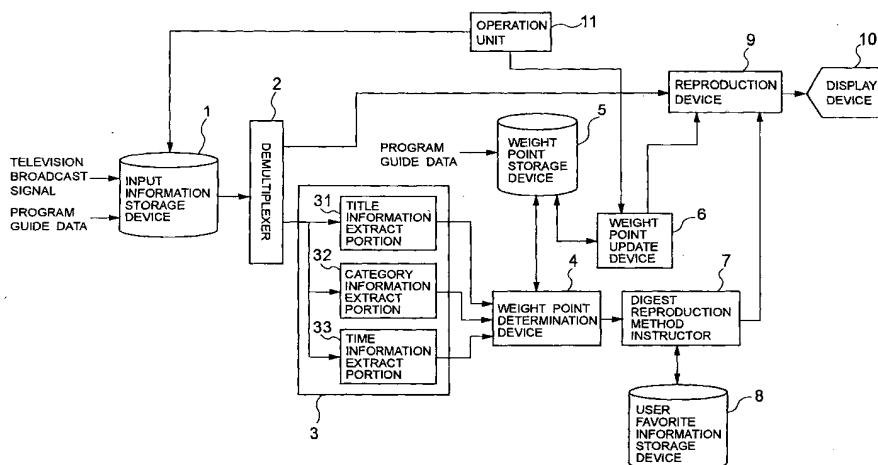 OPERATION
UNIT
11
10
9
2
REPRODUCTION
DEVICE
DISPLAY
DEVICE
1
5
DEMULTIPLEXER
PROGRAM
GUIDE DATA
WEIGHT
POINT
STORAGE
DEVICE
TELEVISION
BROADCAST
SIGNAL
INPUT
INFORMATION
STORAGE
DEVICE
PROGRAM
GUIDE DATA
31
TITLE
INFORMATION
EXTRACT
PORTION
6
WEIGHT
POINT
UPDATE
DEVICE
32
CATEGORY
INFORMATION
EXTRACT
PORTION
4
WEIGHT POINT
DETERMINATION
DEVICE
7
DIGEST
REPRODUCTION
METHOD
INSTRUCTOR
33
TIME
INFORMATION
EXTRACT
PORTION
3
8
USER
FAVORITE
INFORMATION
STORAGE
DEVICE